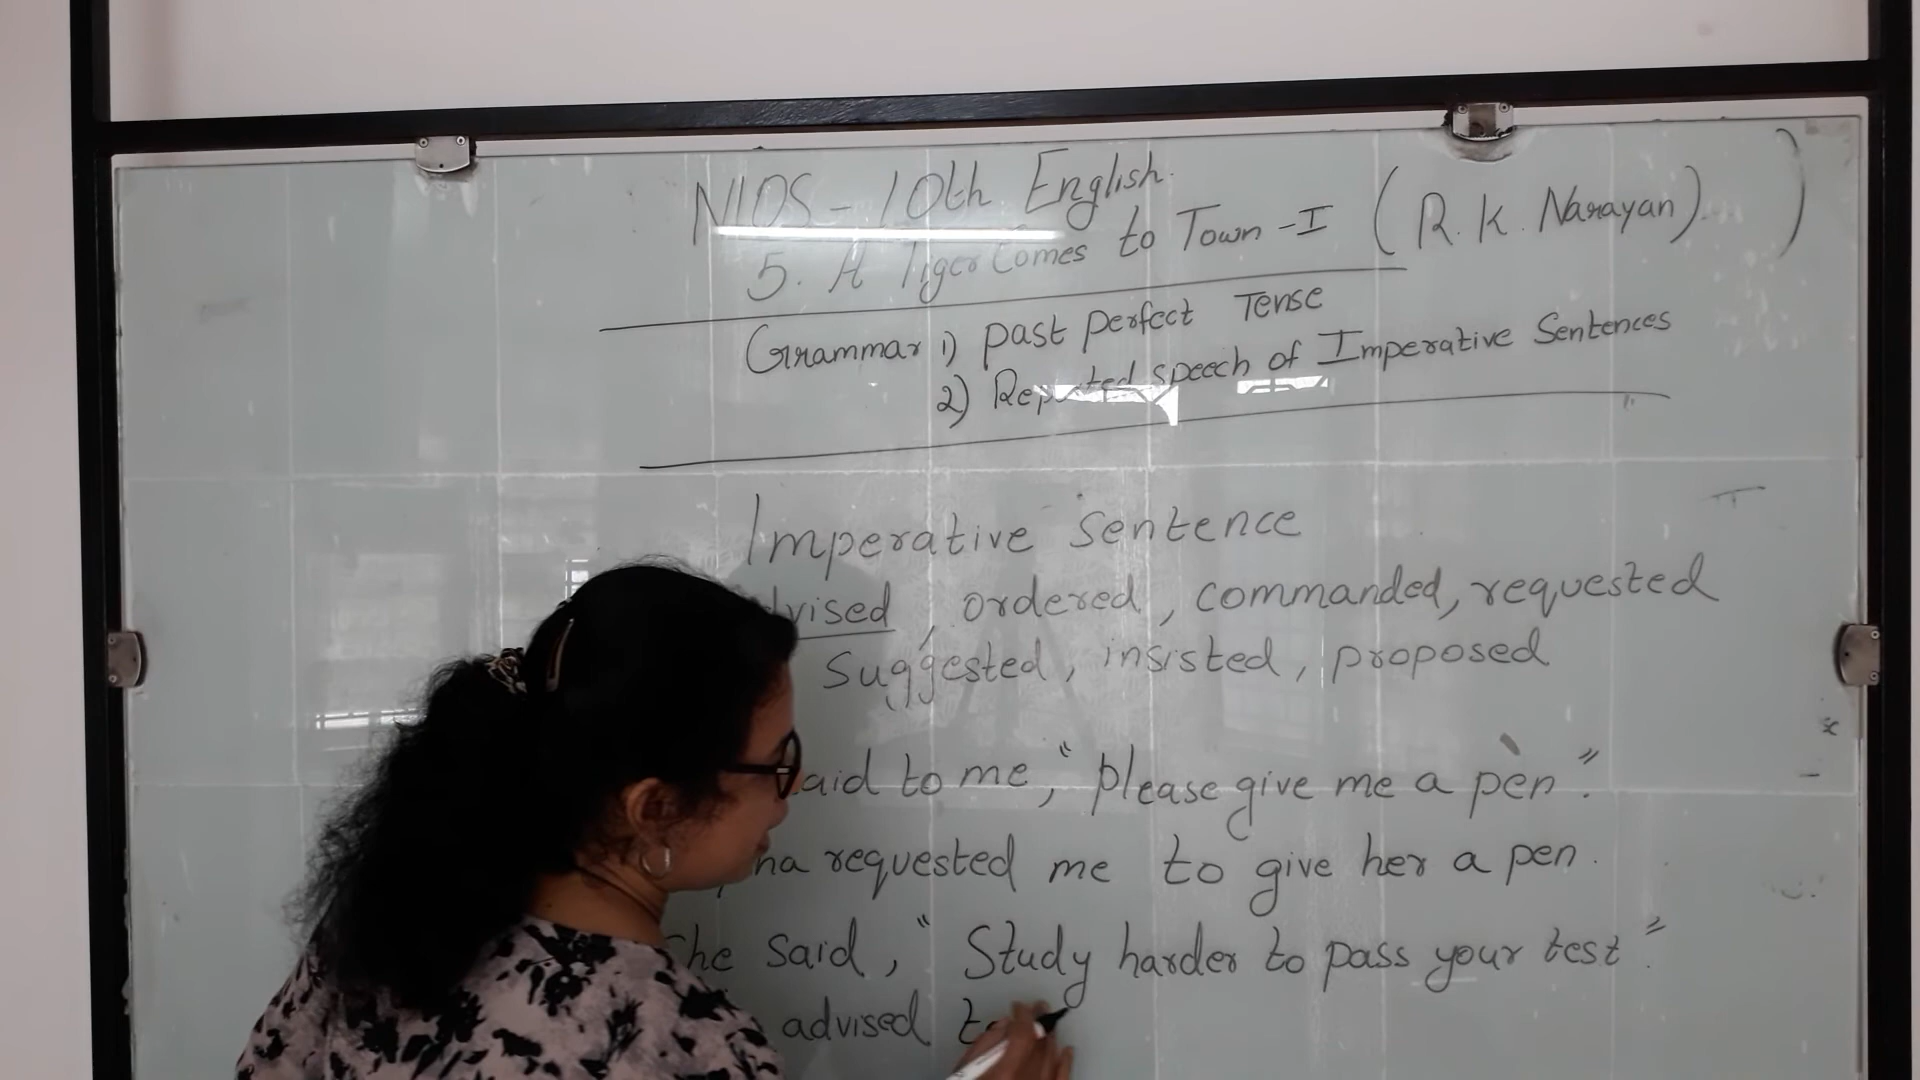 NIOS - 10th English.
5. A Tiger Comes to Town - I ( R. K. Narayan) )
Grammar 1) past perfect Tense
2) Reported speech of Imperative Sentences
Imperative Sentence
vised, ordered, commanded, requested
suggested, insisted, proposed
aid to me, "please give me a pen".
na requested me to give her a pen.
he said, "Study harder to pass your test".
advised to